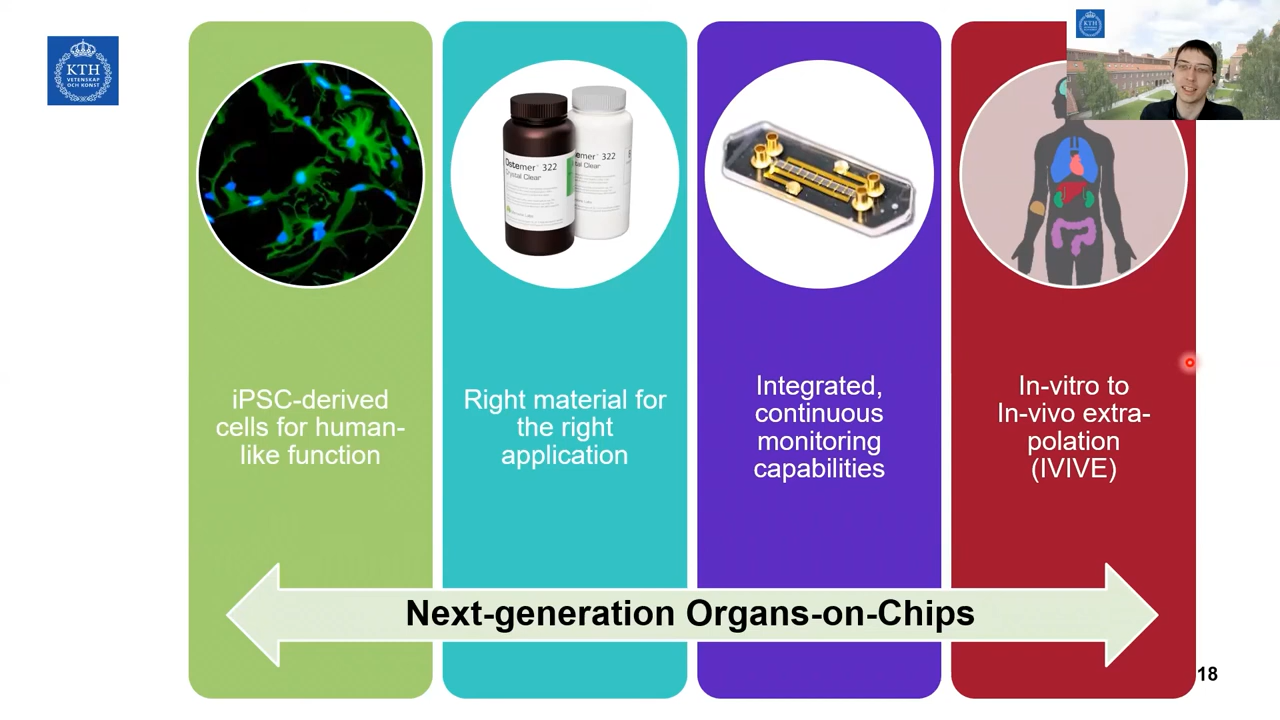 KTH
VETENSKAP
OCH KONST
Ostemer 322
Crystal Clear
322
Clear
iPSC-derived
cells for human-
like function
Right material for
the right
application
Integrated,
continuous
monitoring
capabilities
In-vitro to
In-vivo extra-
polation
(IVIVE)
Next-generation Organs-on-Chips
18